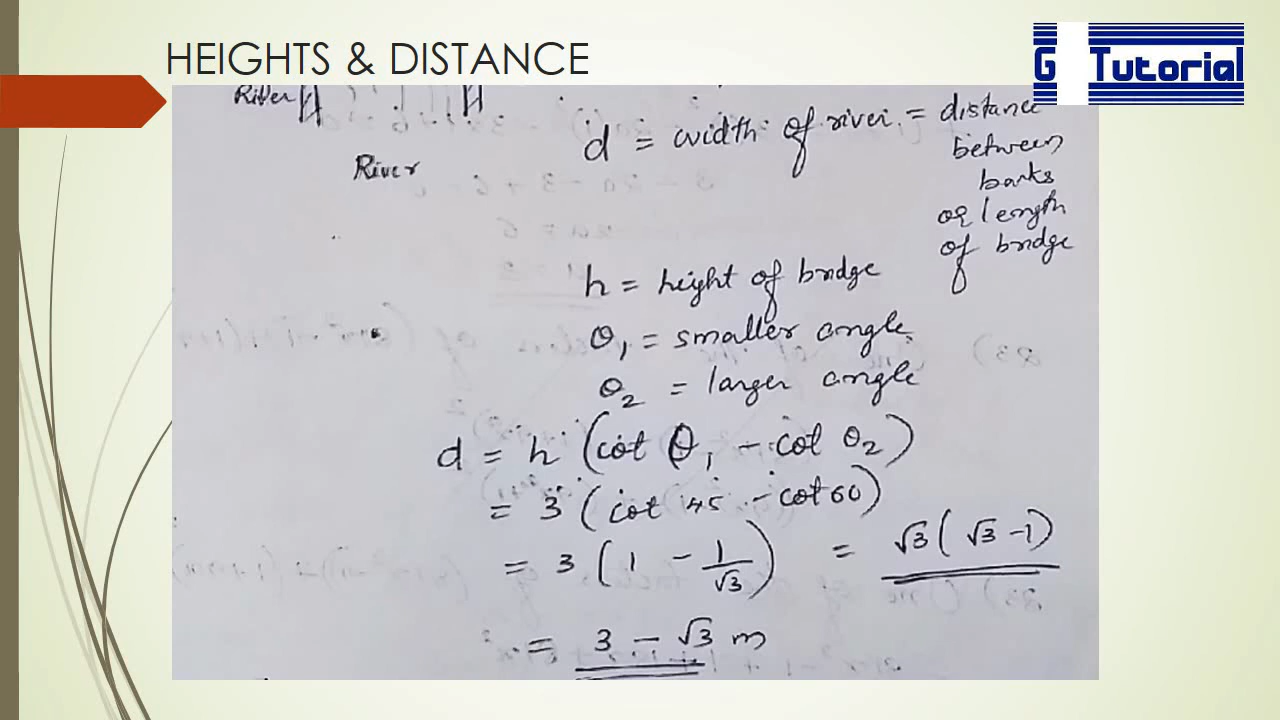 HEIGHTS & DISTANCE
G Tutorial
River
River
d = width of river = distance
between
banks
or length
of bridge
h = height of bridge
θ₁ = smaller angle
θ₂ = larger angle
d = h (cot θ₁ - cot θ₂)
= 3 (cot 45 - cot 60)
= 3 (1 - 1/√3) = √3 (√3 - 1)
= 3 - √3 m